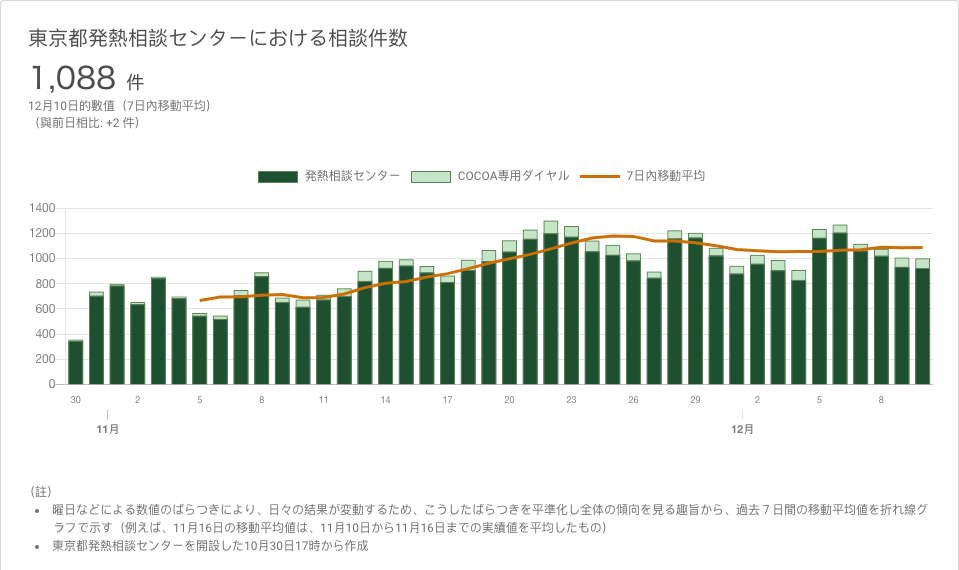 東京都発熱相談センターにおける相談件数
1,088 件
12月10日的數值（7日內移動平均）
（與前日相比: +2 件）
発熱相談センター COCOA専用ダイヤル 7日內移動平均
1400
1200
1000
800
600
400
200
0
30 2 5 8 11 14 17 20 23 26 29 2 5 8
11月 12月
（註）
• 曜日などによる数値のばらつきにより、日々の結果が変動するため、こうしたばらつきを平準化し全体の傾向を見る趣旨から、過去７日間の移動平均値を折れ線グ
ラフで示す（例えば、11月16日の移動平均値は、11月10日から11月16日までの実績値を平均したもの）
• 東京都発熱相談センターを開設した10月30日17時から作成